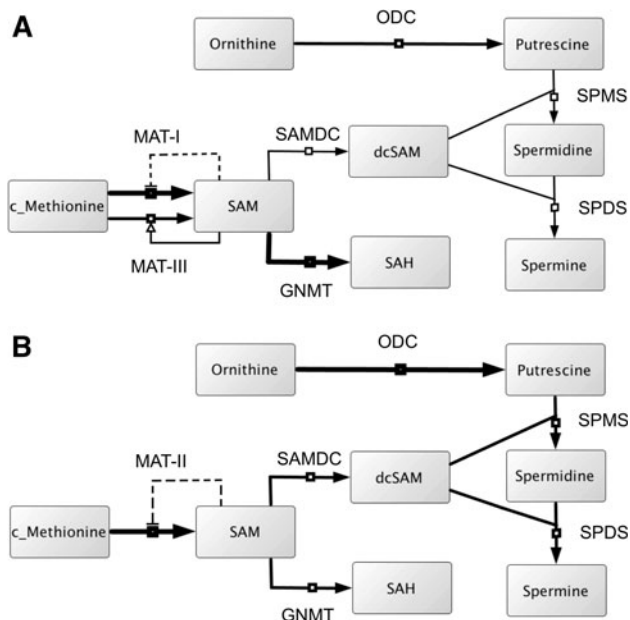 A
ODC
Ornithine
Putrescine
SPMS
MAT-I
SAMDC
dcSAM
Spermidine
c_Methionine
SAM
SPDS
MAT-III
SAH
Spermine
GNMT
B
ODC
Ornithine
Putrescine
SPMS
MAT-II
SAMDC
dcSAM
Spermidine
c_Methionine
SAM
SPDS
SAH
Spermine
GNMT